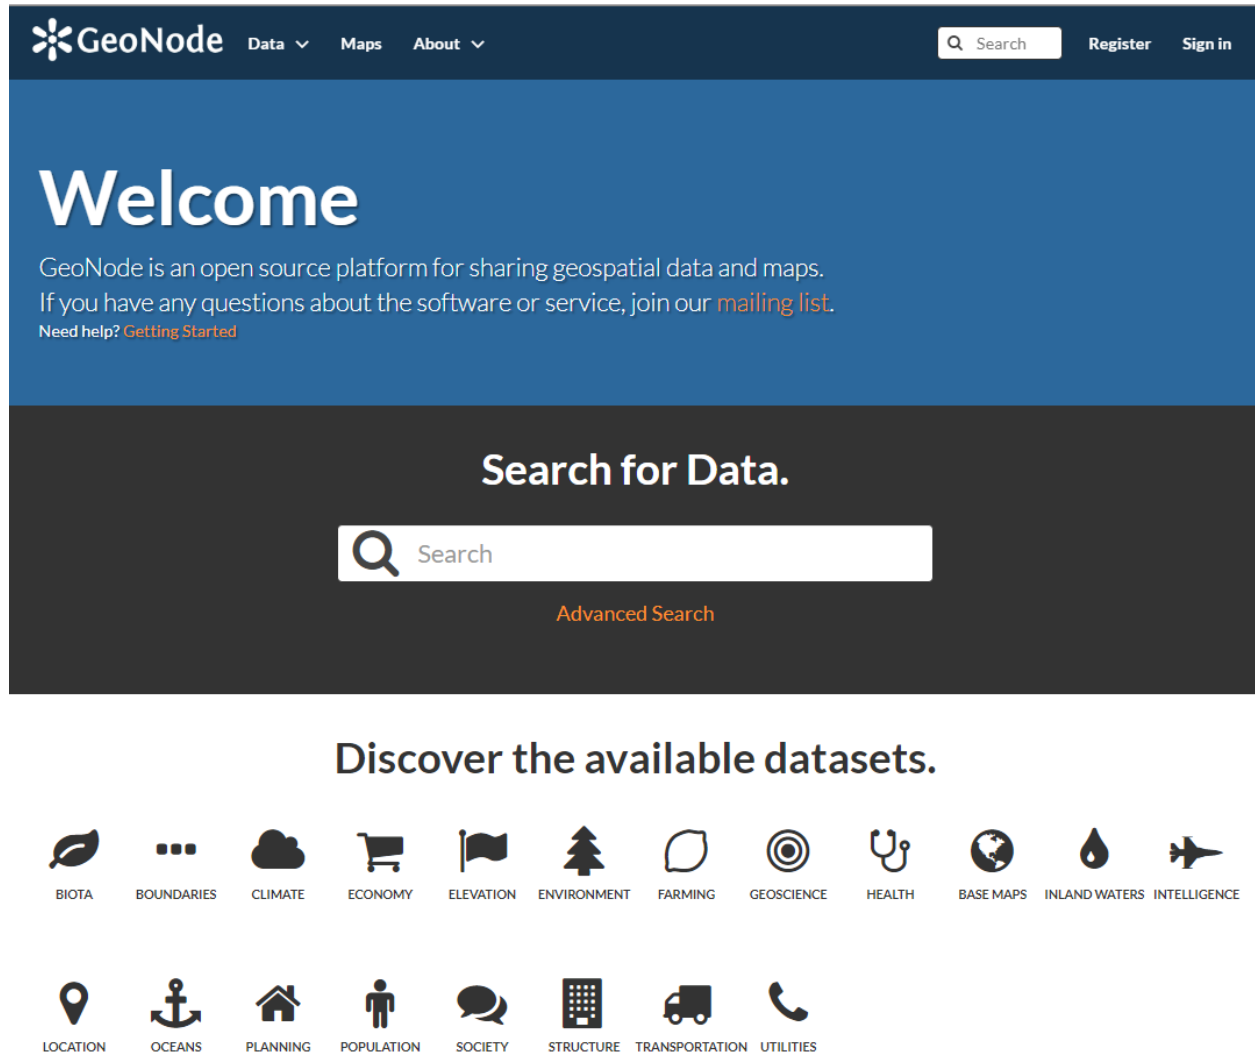 GeoNode Data Maps About Search Register Sign in
Welcome
GeoNode is an open source platform for sharing geospatial data and maps.
If you have any questions about the software or service, join our mailing list.
Need help? Getting Started
Search for Data.
Search
Advanced Search
Discover the available datasets.
BIOTA BOUNDARIES CLIMATE ECONOMY ELEVATION ENVIRONMENT FARMING GEOSCIENCE HEALTH BASE MAPS INLAND WATERS INTELLIGENCE
LOCATION OCEANS PLANNING POPULATION SOCIETY STRUCTURE TRANSPORTATION UTILITIES